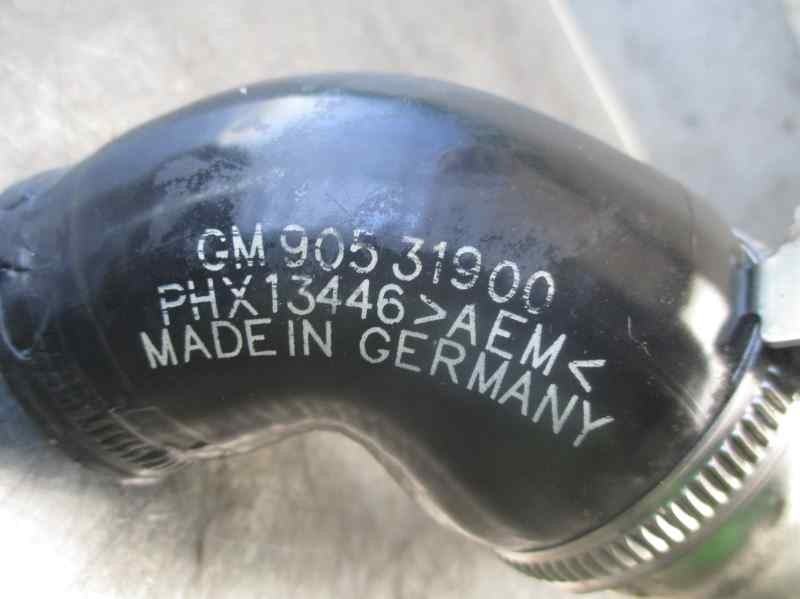 GM 905 31900
PHX13446 >AEM<
MADE IN GERMANY